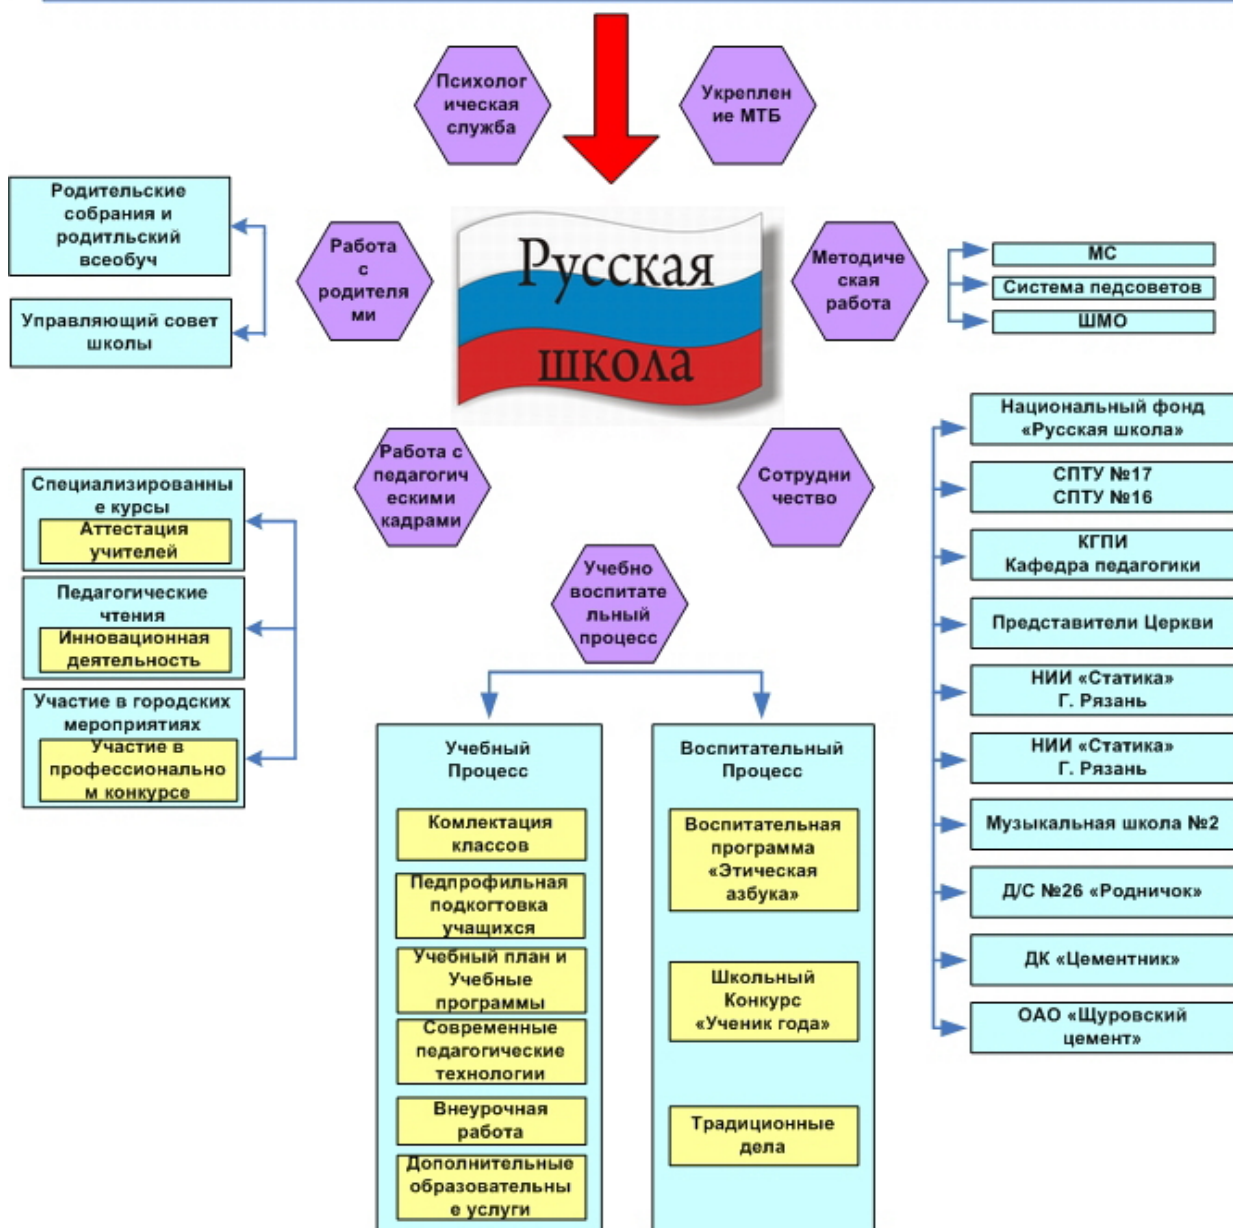 Психолог
ическая
служба
Укреплен
ие МТБ
Родительские
собрания и
родитльский
всеобуч
Управляющий совет
школы
Работа
с
родителя
ми
Русская
школа
Методиче
ская
работа
МС
Система педсоветов
ШМО
Работа с
педагогич
ескими
кадрами
Сотрудни
чество
Учебно
воспитате
льный
процесс
Специализированны
е курсы
Аттестация
учителей
Педагогические
чтения
Инновационная
деятельность
Участие в городских
мероприятиях
Участие в
профессионально
м конкурсе
Учебный
Процесс
Комлектация
классов
Педпрофильная
подкогтовка
учащихся
Учебный план и
Учебные
программы
Современные
педагогические
технологии
Внеурочная
работа
Дополнительные
образовательны
е услуги
Воспитательный
Процесс
Воспитательная
программа
«Этическая
азбука»
Школьный
Конкурс
«Ученик года»
Традиционные
дела
Национальный фонд
«Русская школа»
СПТУ №17
СПТУ №16
КГПИ
Кафедра педагогики
Представители Церкви
НИИ «Статика»
Г. Рязань
НИИ «Статика»
Г. Рязань
Музыкальная школа №2
Д/С №26 «Родничок»
ДК «Цементник»
ОАО «Щуровский
цемент»